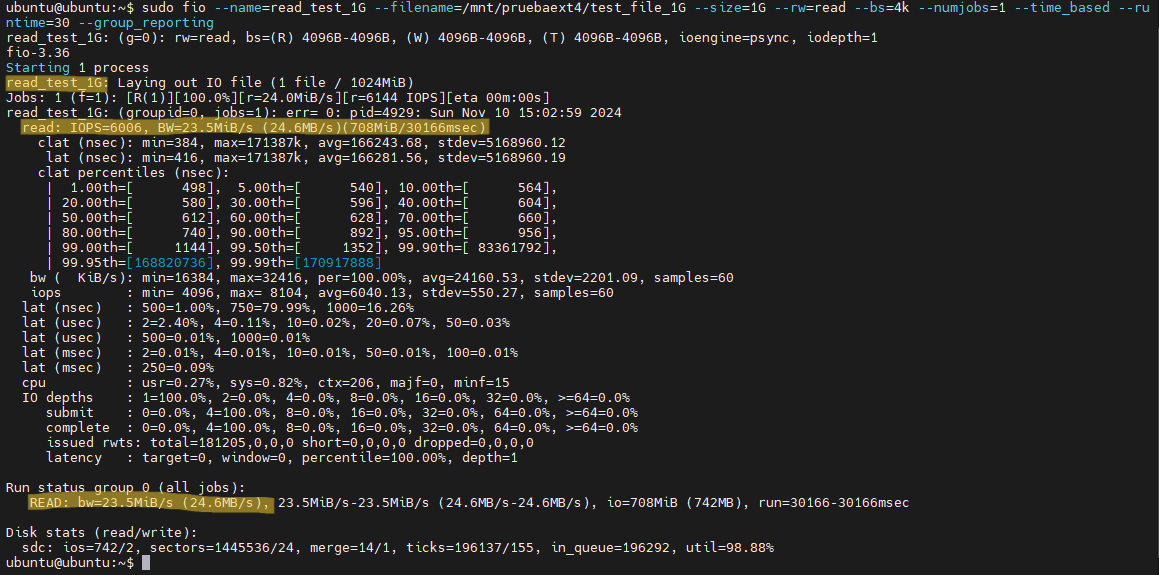 ubuntu@ubuntu:~$ sudo fio --name=read_test_1G --filename=/mnt/pruebaext4/test_file_1G --size=1G --rw=read --bs=4k --numjobs=1 --time_based --ru
ntime=30 --group_reporting
read_test_1G: (g=0): rw=read, bs=(R) 4096B-4096B, (W) 4096B-4096B, (T) 4096B-4096B, ioengine=psync, iodepth=1
fio-3.36
Starting 1 process
read_test_1G: Laying out IO file (1 file / 1024MiB)
Jobs: 1 (f=1): [R(1)][100.0%][r=24.0MiB/s][r=6144 IOPS][eta 00m:00s]
read_test_1G: (groupid=0, jobs=1): err= 0: pid=4929: Sun Nov 10 15:02:59 2024
  read: IOPS=6006, BW=23.5MiB/s (24.6MB/s)(708MiB/30166msec)
    clat (nsec): min=384, max=171387k, avg=166243.68, stdev=5168960.12
     lat (nsec): min=416, max=171387k, avg=166281.56, stdev=5168960.19
    clat percentiles (nsec):
     |  1.00th=[      498],  5.00th=[      540], 10.00th=[      564],
     | 20.00th=[      580], 30.00th=[      596], 40.00th=[      604],
     | 50.00th=[      612], 60.00th=[      628], 70.00th=[      660],
     | 80.00th=[      740], 90.00th=[      892], 95.00th=[      956],
     | 99.00th=[     1144], 99.50th=[     1352], 99.90th=[ 83361792],
     | 99.95th=[168820736], 99.99th=[170917888]
   bw (  KiB/s): min=16384, max=32416, per=100.00%, avg=24160.53, stdev=2201.09, samples=60
   iops        : min= 4096, max= 8104, avg=6040.13, stdev=550.27, samples=60
  lat (nsec)   : 500=1.00%, 750=79.99%, 1000=16.26%
  lat (usec)   : 2=2.40%, 4=0.11%, 10=0.02%, 20=0.07%, 50=0.03%
  lat (usec)   : 500=0.01%, 1000=0.01%
  lat (msec)   : 2=0.01%, 4=0.01%, 10=0.01%, 50=0.01%, 100=0.01%
  lat (msec)   : 250=0.09%
  cpu          : usr=0.27%, sys=0.82%, ctx=206, majf=0, minf=15
  IO depths    : 1=100.0%, 2=0.0%, 4=0.0%, 8=0.0%, 16=0.0%, 32=0.0%, >=64=0.0%
     submit    : 0=0.0%, 4=100.0%, 8=0.0%, 16=0.0%, 32=0.0%, 64=0.0%, >=64=0.0%
     complete  : 0=0.0%, 4=100.0%, 8=0.0%, 16=0.0%, 32=0.0%, 64=0.0%, >=64=0.0%
     issued rwts: total=181205,0,0,0 short=0,0,0,0 dropped=0,0,0,0
     latency   : target=0, window=0, percentile=100.00%, depth=1
Run status group 0 (all jobs):
   READ: bw=23.5MiB/s (24.6MB/s), 23.5MiB/s-23.5MiB/s (24.6MB/s-24.6MB/s), io=708MiB (742MB), run=30166-30166msec
Disk stats (read/write):
  sdc: ios=742/2, sectors=1445536/24, merge=14/1, ticks=196137/155, in_queue=196292, util=98.88%
ubuntu@ubuntu:~$